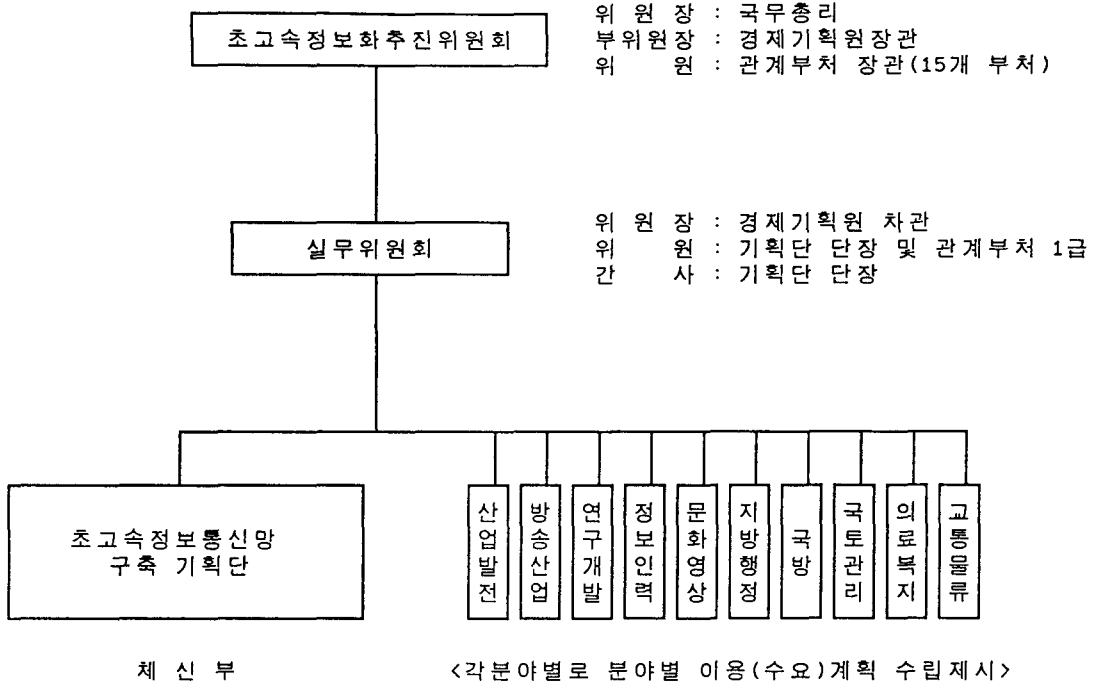 초고속정보화추진위원회
위 원 장 : 국무총리
부위원장 : 경제기획원장관
위 원 : 관계부처 장관(15개 부처)
실무위원회
위 원 장 : 경제기획원 차관
위 원 : 기획단 단장 및 관계부처 1급
간 사 : 기획단 단장
초고속정보통신망
구축 기획단
산업발전
방송산업
연구개발
정보인력
문화영상
지방행정
국방
국토관리
의료복지
교통물류
체 신 부
<각분야별로 분야별 이용(수요)계획 수립제시>